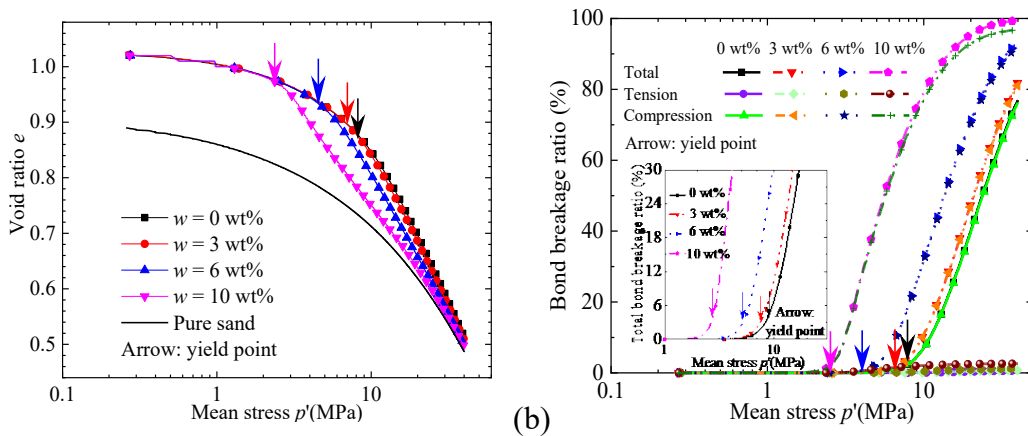 Void ratio e
1.0
0.9
0.8
0.7
0.6
0.5
w = 0 wt%
w = 3 wt%
w = 6 wt%
w = 10 wt%
Pure sand
Arrow: yield point
0.1
1
10
Mean stress p'(MPa)
(b)
Bond breakage ratio (%)
100
80
60
40
20
0
0 wt% 3 wt% 6 wt% 10 wt%
Total
Tension
Compression
Arrow: yield point
Total bond breakage ratio (%)
30
24
18
12
6
0
0 wt%
3 wt%
6 wt%
10 wt%
Arrow:
yield point
1
10
Mean stress p'(MPa)
0.1
1
10
Mean stress p'(MPa)